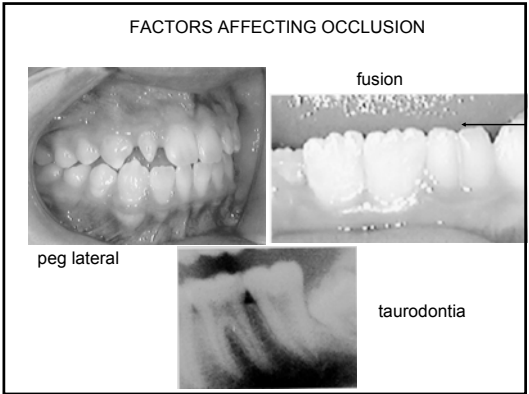 FACTORS AFFECTING OCCLUSION
fusion
peg lateral
taurodontia